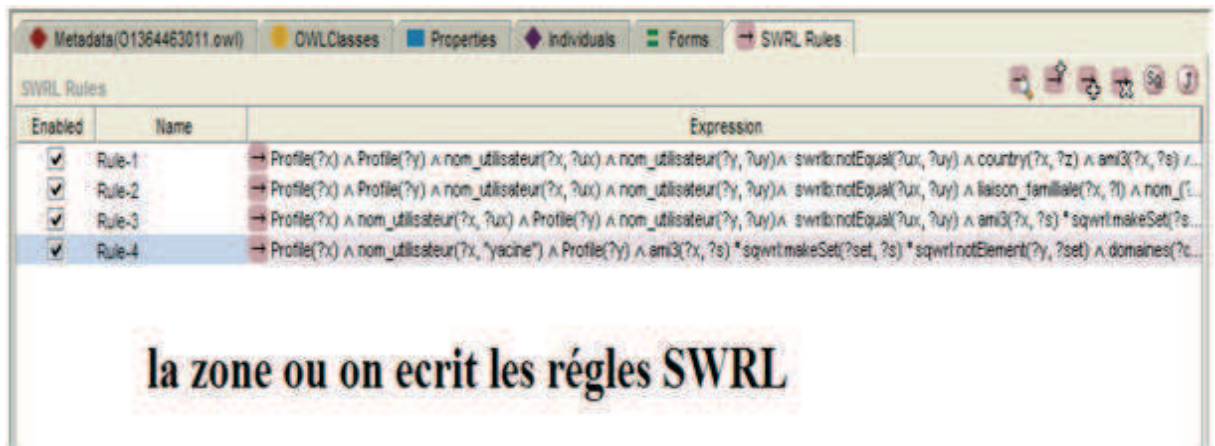 Metadata(O1364463011.owl) OWLClasses Properties Individuals Forms → SWRL Rules
SWRL Rules
Enabled Name Expression
Rule-1 → Profile(?x) ∧ Profile(?y) ∧ nom_utilisateur(?x, ?ux) ∧ nom_utilisateur(?y, ?uy)∧ swrlb:notEqual(?ux, ?uy) ∧ country(?x, ?z) ∧ ami3(?x, ?s) ∧...
Rule-2 → Profile(?x) ∧ Profile(?y) ∧ nom_utilisateur(?x, ?ux) ∧ nom_utilisateur(?y, ?uy)∧ swrlb:notEqual(?ux, ?uy) ∧ liaison_familiale(?x, ?l) ∧ nom_(?...
Rule-3 → Profile(?x) ∧ nom_utilisateur(?x, ?ux) ∧ Profile(?y) ∧ nom_utilisateur(?y, ?uy)∧ swrlb:notEqual(?ux, ?uy) ∧ ami3(?x, ?s) ° sqwrl:makeSet(?s...
Rule-4 → Profile(?x) ∧ nom_utilisateur(?x, "yacine") ∧ Profile(?y) ∧ ami3(?x, ?s) ° sqwrl:makeSet(?set, ?s) ° sqwrl:notElement(?y, ?set) ∧ domaines(?c...
la zone ou on ecrit les régles SWRL